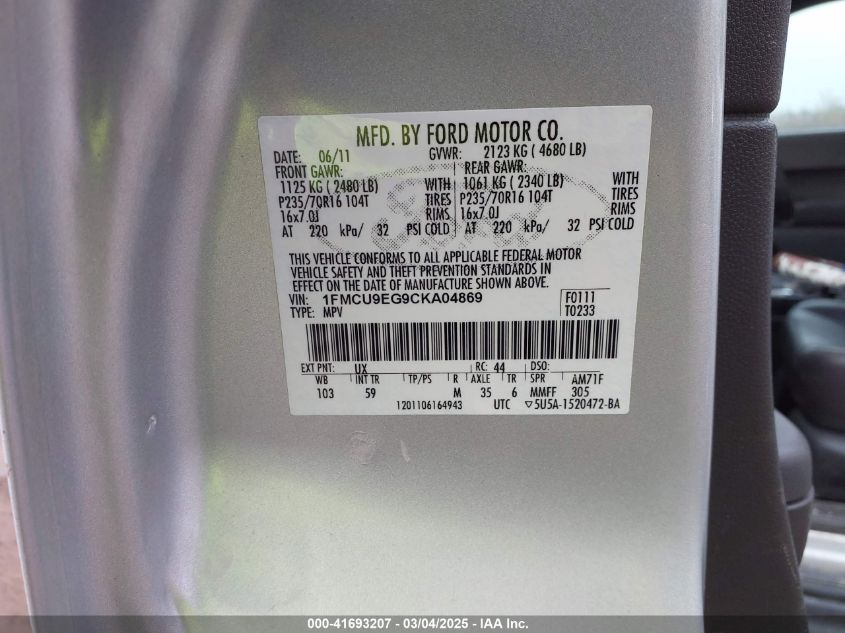 MFD. BY FORD MOTOR CO.
DATE: 06/11 GVWR: 2123 KG ( 4680 LB)
FRONT GAWR: REAR GAWR:
1125 KG ( 2480 LB) WITH 1061 KG ( 2340 LB) WITH
P235/70R16 104T TIRES P235/70R16 104T TIRES
16x7.0J RIMS 16x7.0J RIMS
AT 220 kPa/ 32 PSI COLD AT 220 kPa/ 32 PSI COLD
THIS VEHICLE CONFORMS TO ALL APPLICABLE FEDERAL MOTOR
VEHICLE SAFETY AND THEFT PREVENTION STANDARDS IN
EFFECT ON THE DATE OF MANUFACTURE SHOWN ABOVE.
VIN: 1FMCU9EG9CKA04869 F0111
TYPE: MPV T0233
EXT PNT: UX RC: 44 DSO:
WB INT TR TP/PS R AXLE TR SPR AM71F
103 59 M 35 6 MMFF 305
1201106164943 UTC ▽5U5A-1520472-BA
000-41693207 - 03/04/2025 - IAA Inc.